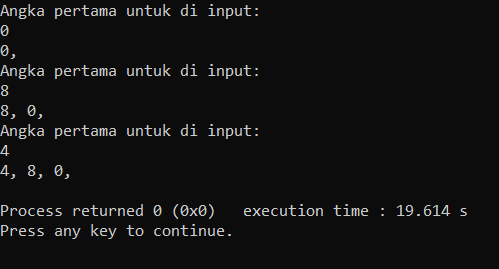 Angka pertama untuk di input:
0
0,
Angka pertama untuk di input:
8
8, 0,
Angka pertama untuk di input:
4
4, 8, 0,
Process returned 0 (0x0)   execution time : 19.614 s
Press any key to continue.